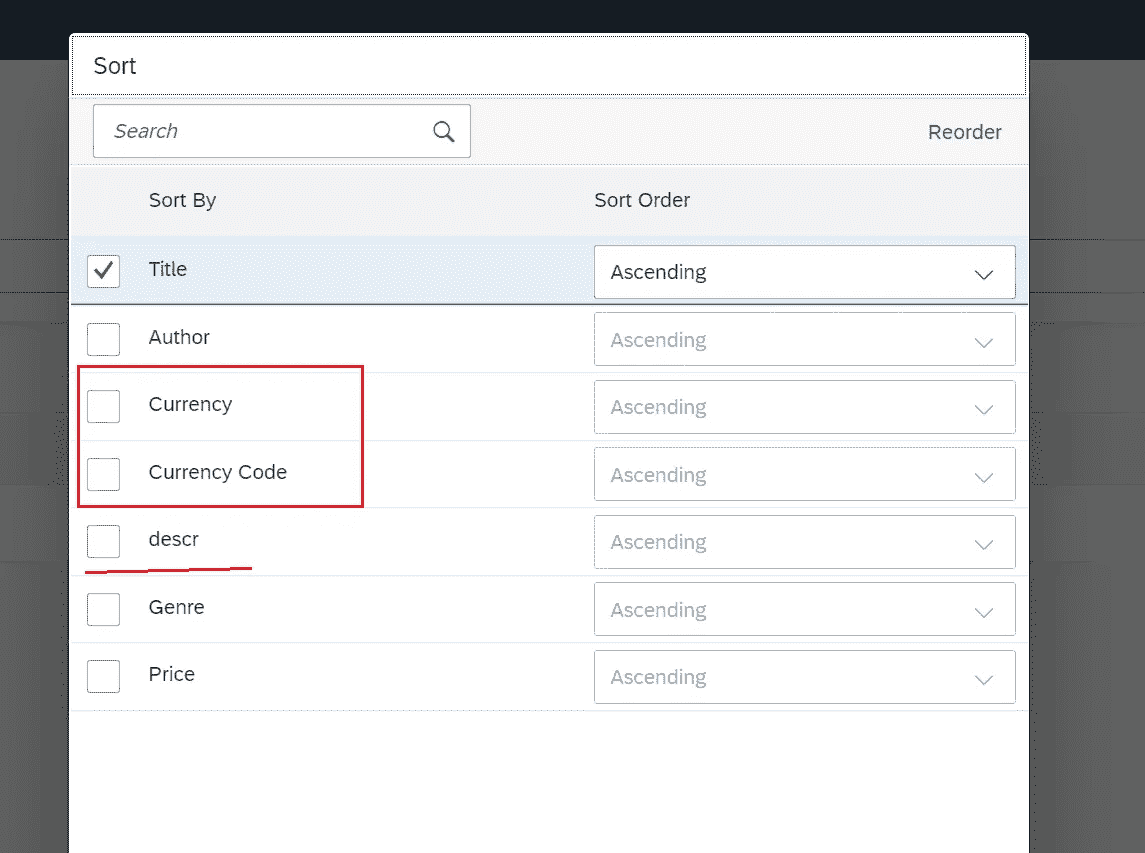 Sort
Search
Reorder
Sort By Sort Order
Title Ascending
Author Ascending
Currency Ascending
Currency Code Ascending
descr Ascending
Genre Ascending
Price Ascending